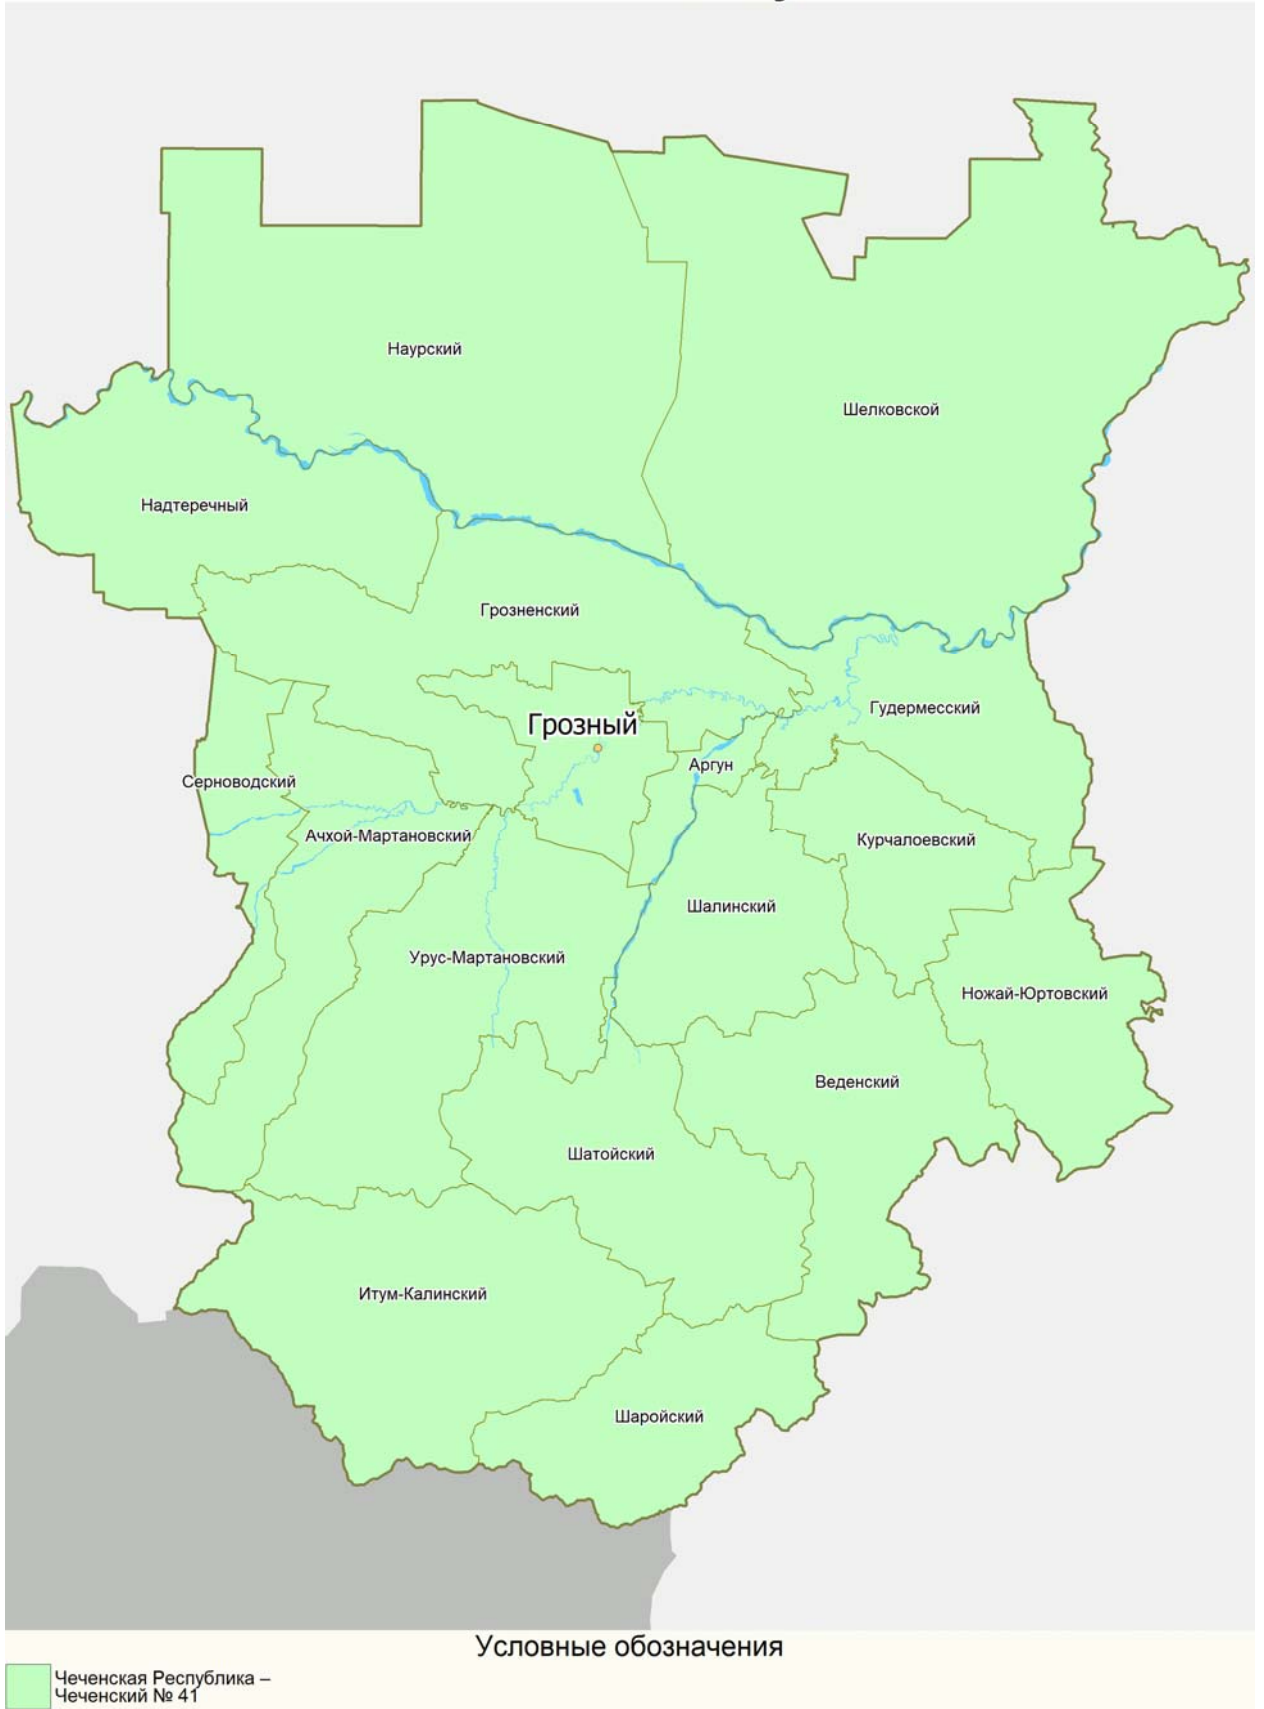 Наурский
Шелковской
Надтеречный
Грозненский
Гудермесский
Грозный
Аргун
Серноводский
Ачхой-Мартановский
Курчалоевский
Шалинский
Урус-Мартановский
Ножай-Юртовский
Веденский
Шатойский
Итум-Калинский
Шаройский
Условные обозначения
Чеченская Республика –
Чеченский № 41